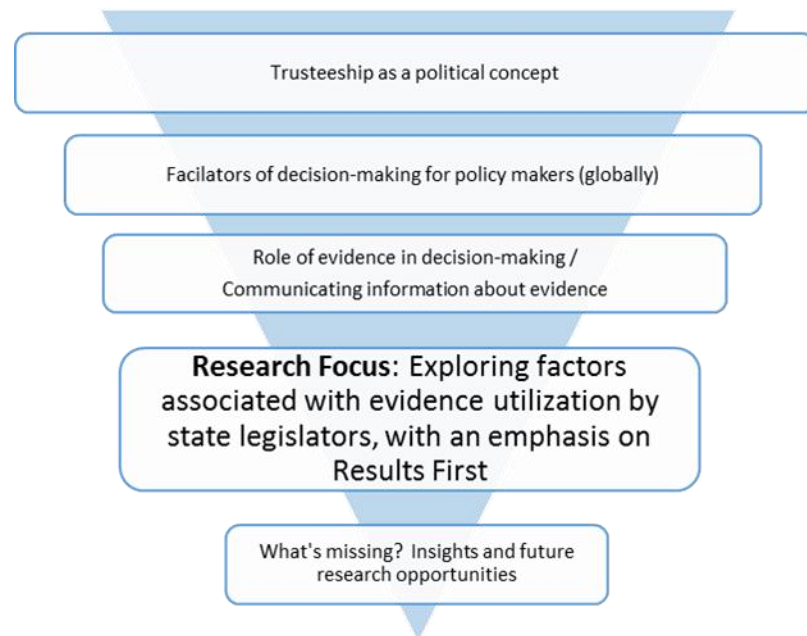 Trusteeship as a political concept
Facilators of decision-making for policy makers (globally)
Role of evidence in decision-making /
Communicating information about evidence
Research Focus: Exploring factors
associated with evidence utilization by
state legislators, with an emphasis on
Results First
What's missing? Insights and future
research opportunities